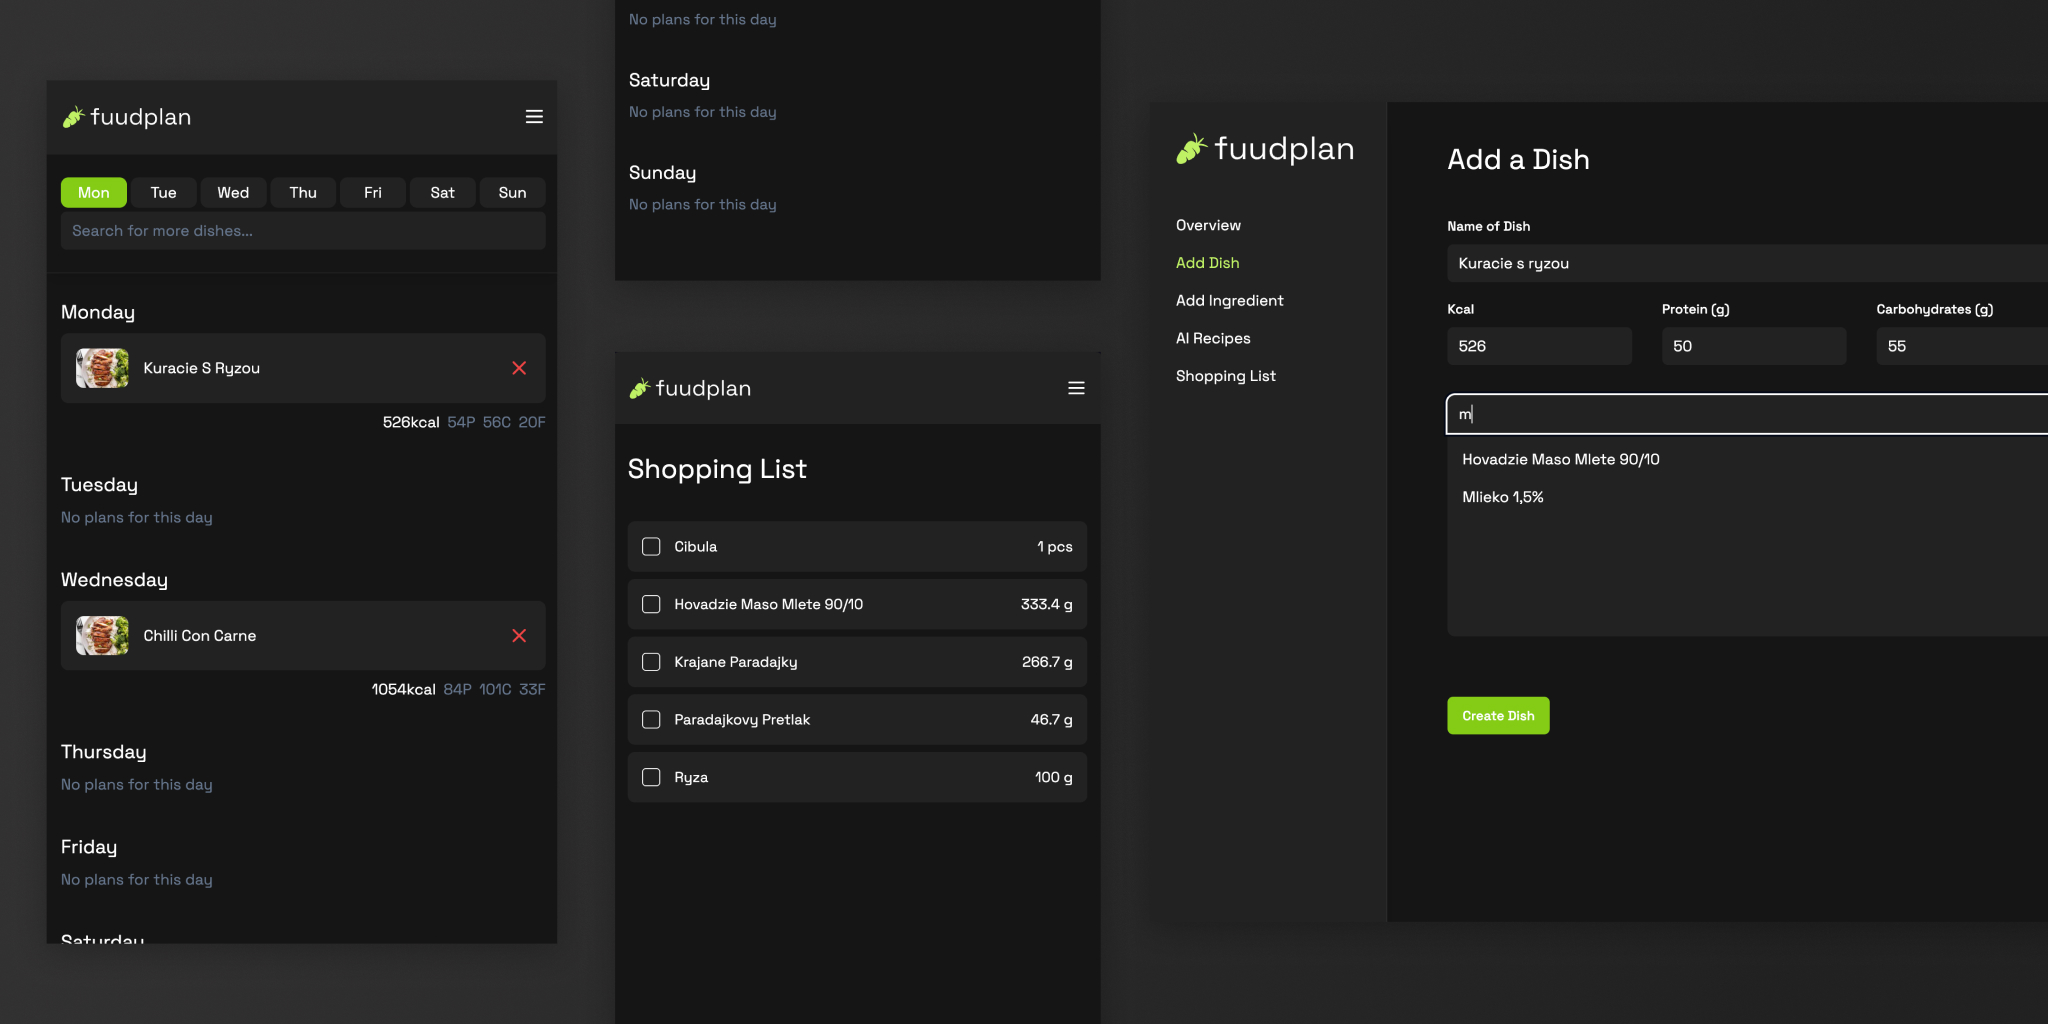 fuudplan
Mon Tue Wed Thu Fri Sat Sun
Search for more dishes...
Monday
Kuracie S Ryzou
526kcal 54P 56C 20F
Tuesday
No plans for this day
Wednesday
Chilli Con Carne
1054kcal 84P 101C 33F
Thursday
No plans for this day
Friday
No plans for this day
Saturday
No plans for this day
Saturday
No plans for this day
Sunday
No plans for this day
fuudplan
Shopping List
Cibula 1 pcs
Hovadzie Maso Mlete 90/10 333.4 g
Krajane Paradajky 266.7 g
Paradajkovy Pretlak 46.7 g
Ryza 100 g
fuudplan
Overview
Add Dish
Add Ingredient
AI Recipes
Shopping List
Add a Dish
Name of Dish
Kuracie s ryzou
Kcal Protein (g) Carbohydrates (g)
526 50 55
m
Hovadzie Maso Mlete 90/10
Mlieko 1,5%
Create Dish